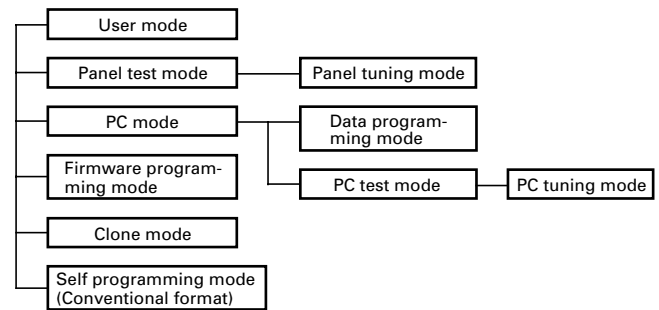 User mode
Panel test mode
Panel tuning mode
PC mode
Data program-
ming mode
Firmware program-
ming mode
PC test mode
PC tuning mode
Clone mode
Self programming mode
(Conventional format)